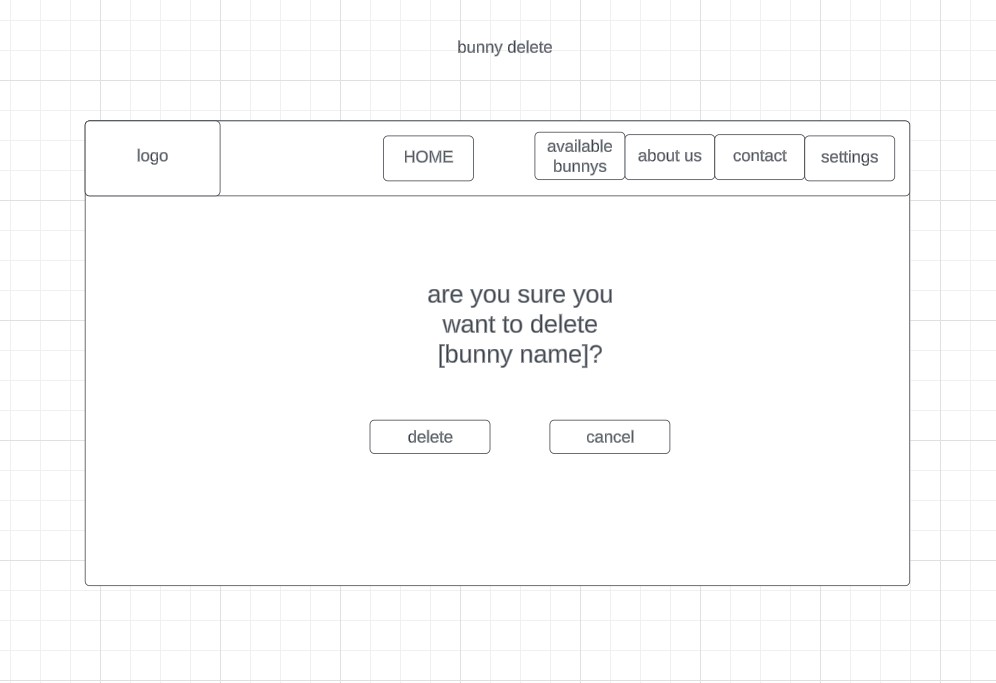 bunny delete
logo
HOME
available
bunnys
about us
contact
settings
are you sure you
want to delete
[bunny name]?
delete
cancel